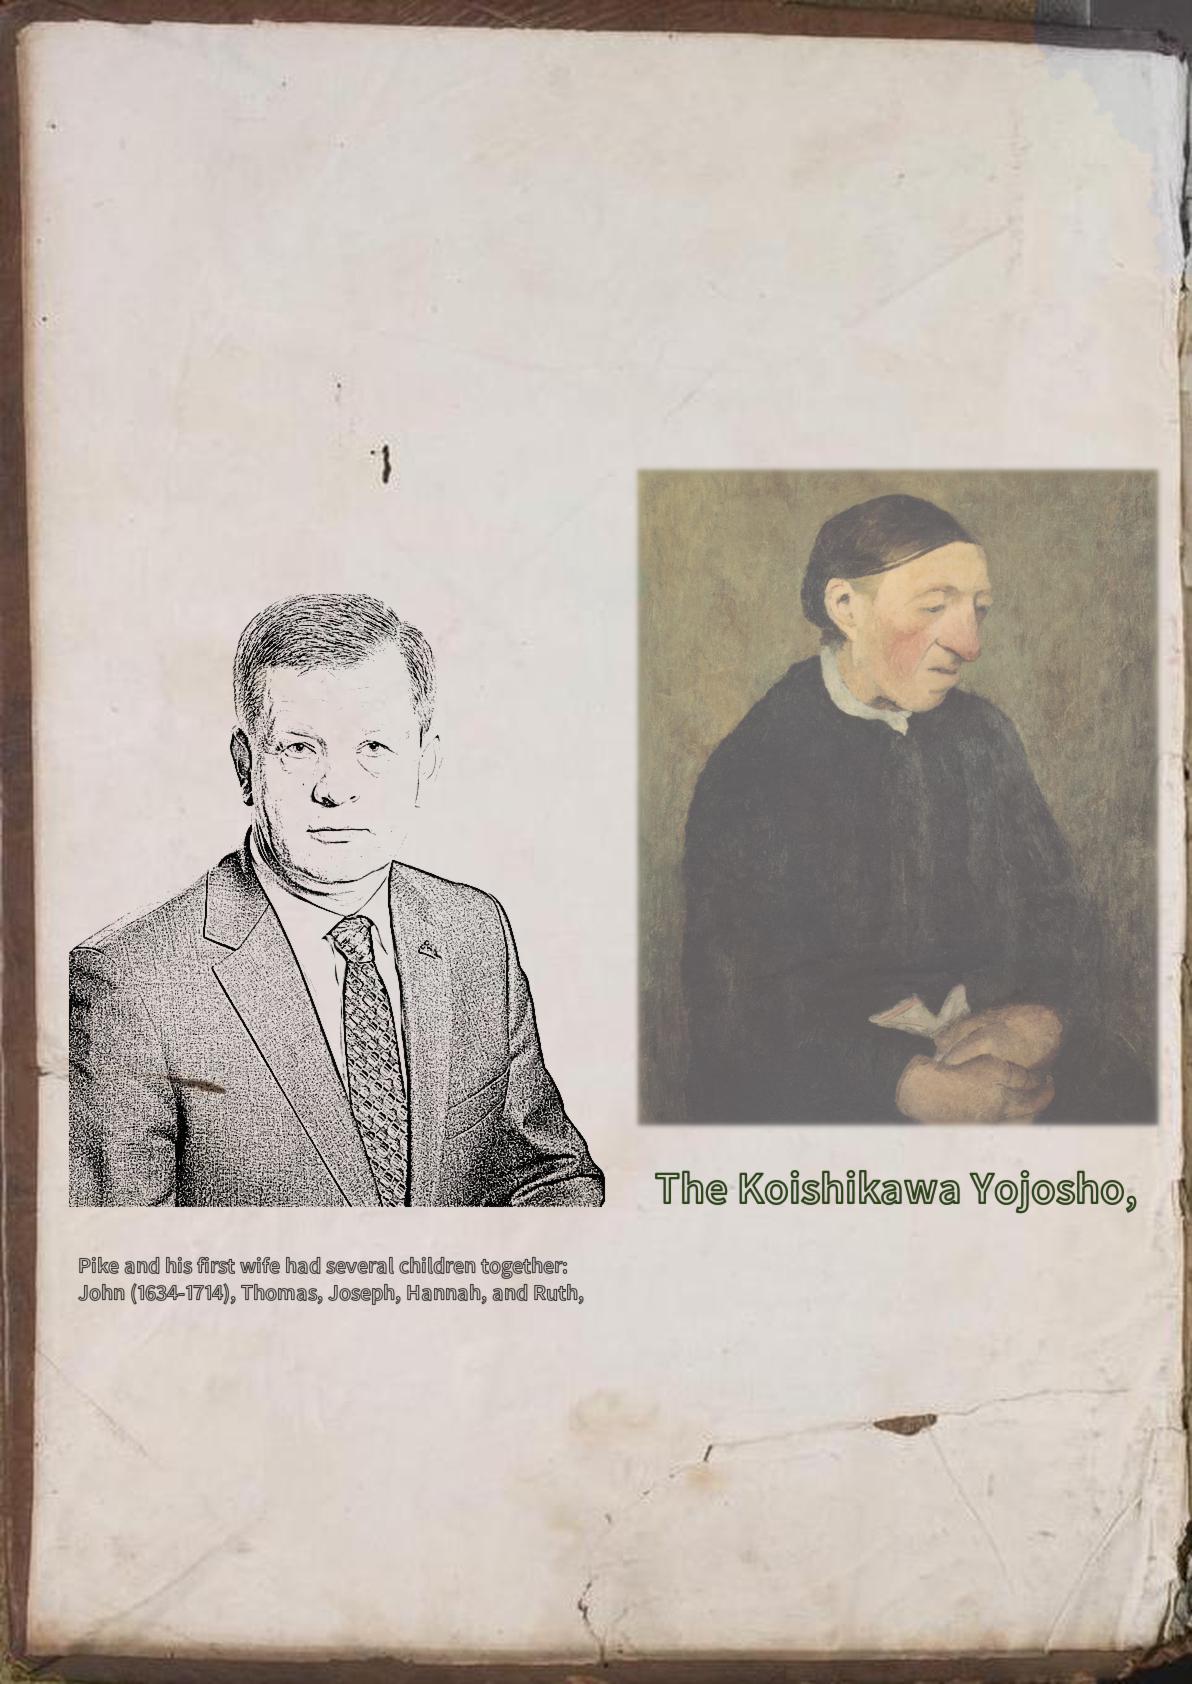 The Koishikawa Yojosho,
Pike and his first wife had several children together:
John (1634-1714), Thomas, Joseph, Hannah, and Ruth,